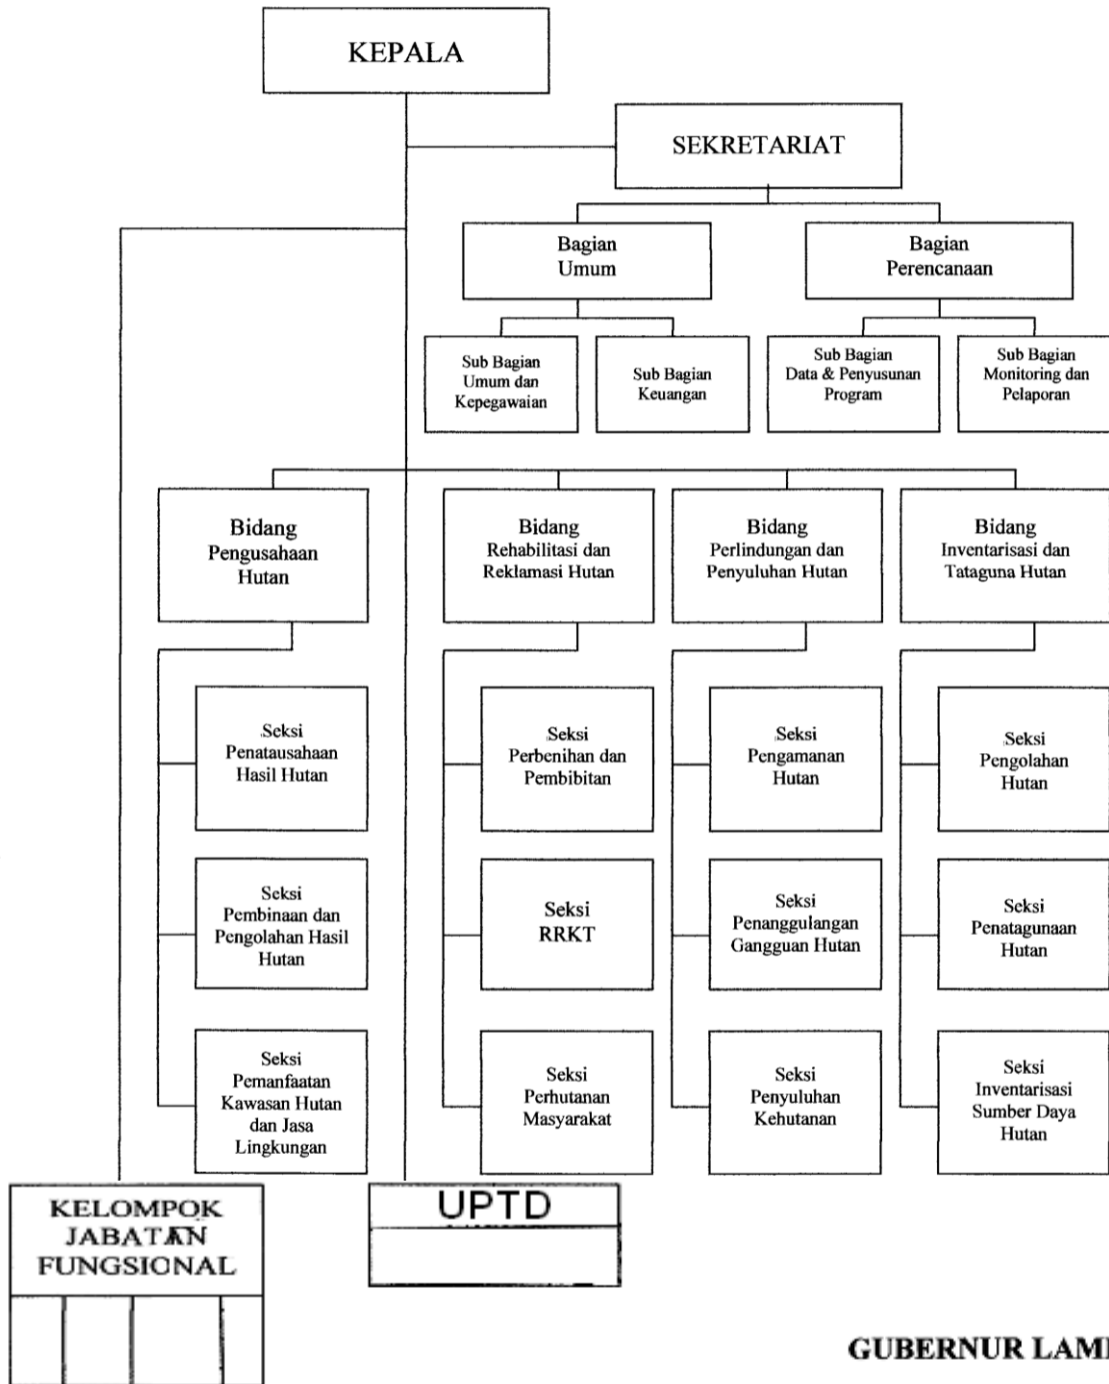 KEPALA
SEKRETARIAT
Bagian
Umum
Bagian
Perencanaan
Sub Bagian
Umum dan
Kepegawaian
Sub Bagian
Keuangan
Sub Bagian
Data & Penyusunan
Program
Sub Bagian
Monitoring dan
Pelaporan
Bidang
Pengusahaan
Hutan
Bidang
Rehabilitasi dan
Reklamasi Hutan
Bidang
Perlindungan dan
Penyuluhan Hutan
Bidang
Inventarisasi dan
Tataguna Hutan
Seksi
Penatausahaan
Hasil Hutan
Seksi
Perbenihan dan
Pembibitan
Seksi
Pengamanan
Hutan
Seksi
Pengolahan
Hutan
Seksi
Pembinaan dan
Pengolahan Hasil
Hutan
Seksi
RRKT
Seksi
Penanggulangan
Gangguan Hutan
Seksi
Penatagunaan
Hutan
Seksi
Pemanfaatan
Kawasan Hutan
dan Jasa
Lingkungan
Seksi
Perhutanan
Masyarakat
Seksi
Penyuluhan
Kehutanan
Seksi
Inventarisasi
Sumber Daya
Hutan
KELOMPOK
JABATAN
FUNGSIONAL
UPTD
GUBERNUR